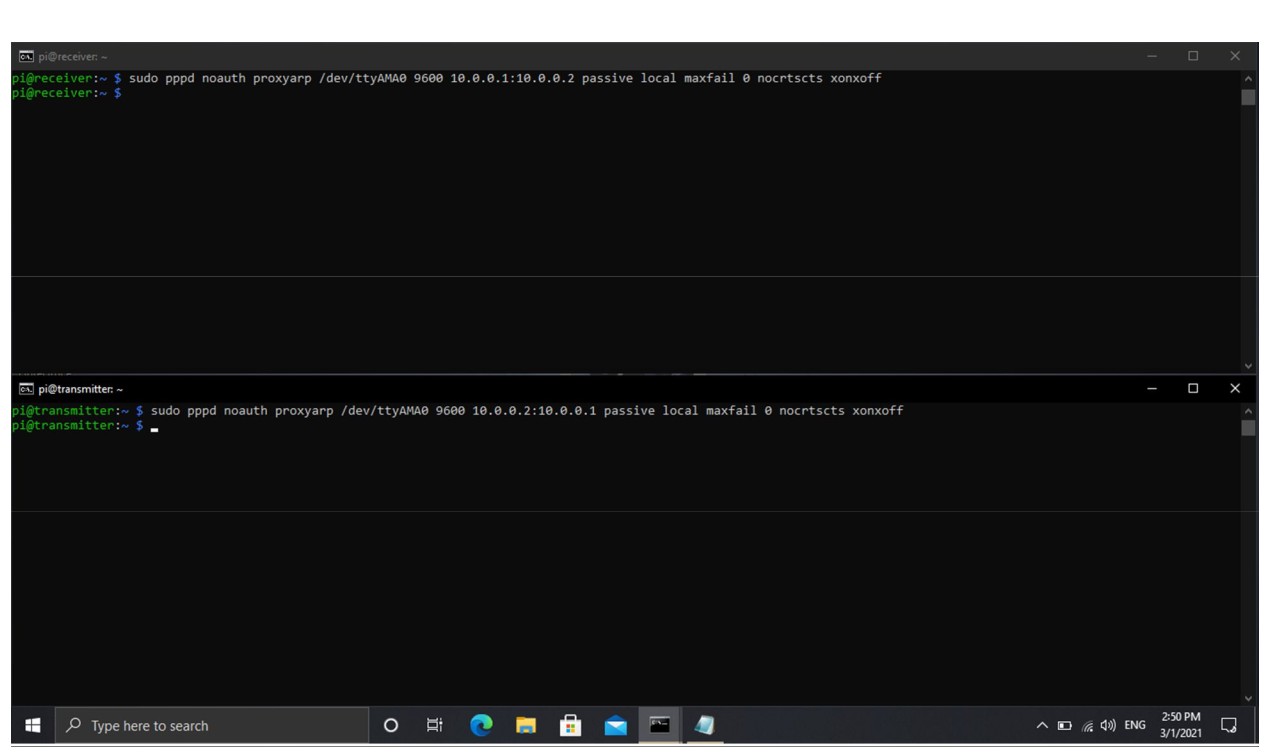 pi@receiver: ~
pi@receiver:~ $ sudo pppd noauth proxyarp /dev/ttyAMA0 9600 10.0.0.1:10.0.0.2 passive local maxfail 0 nocrtscts xonxoff
pi@receiver:~ $
pi@transmitter: ~
pi@transmitter:~ $ sudo pppd noauth proxyarp /dev/ttyAMA0 9600 10.0.0.2:10.0.0.1 passive local maxfail 0 nocrtscts xonxoff
pi@transmitter:~ $
Type here to search
ENG
2:50 PM
3/1/2021